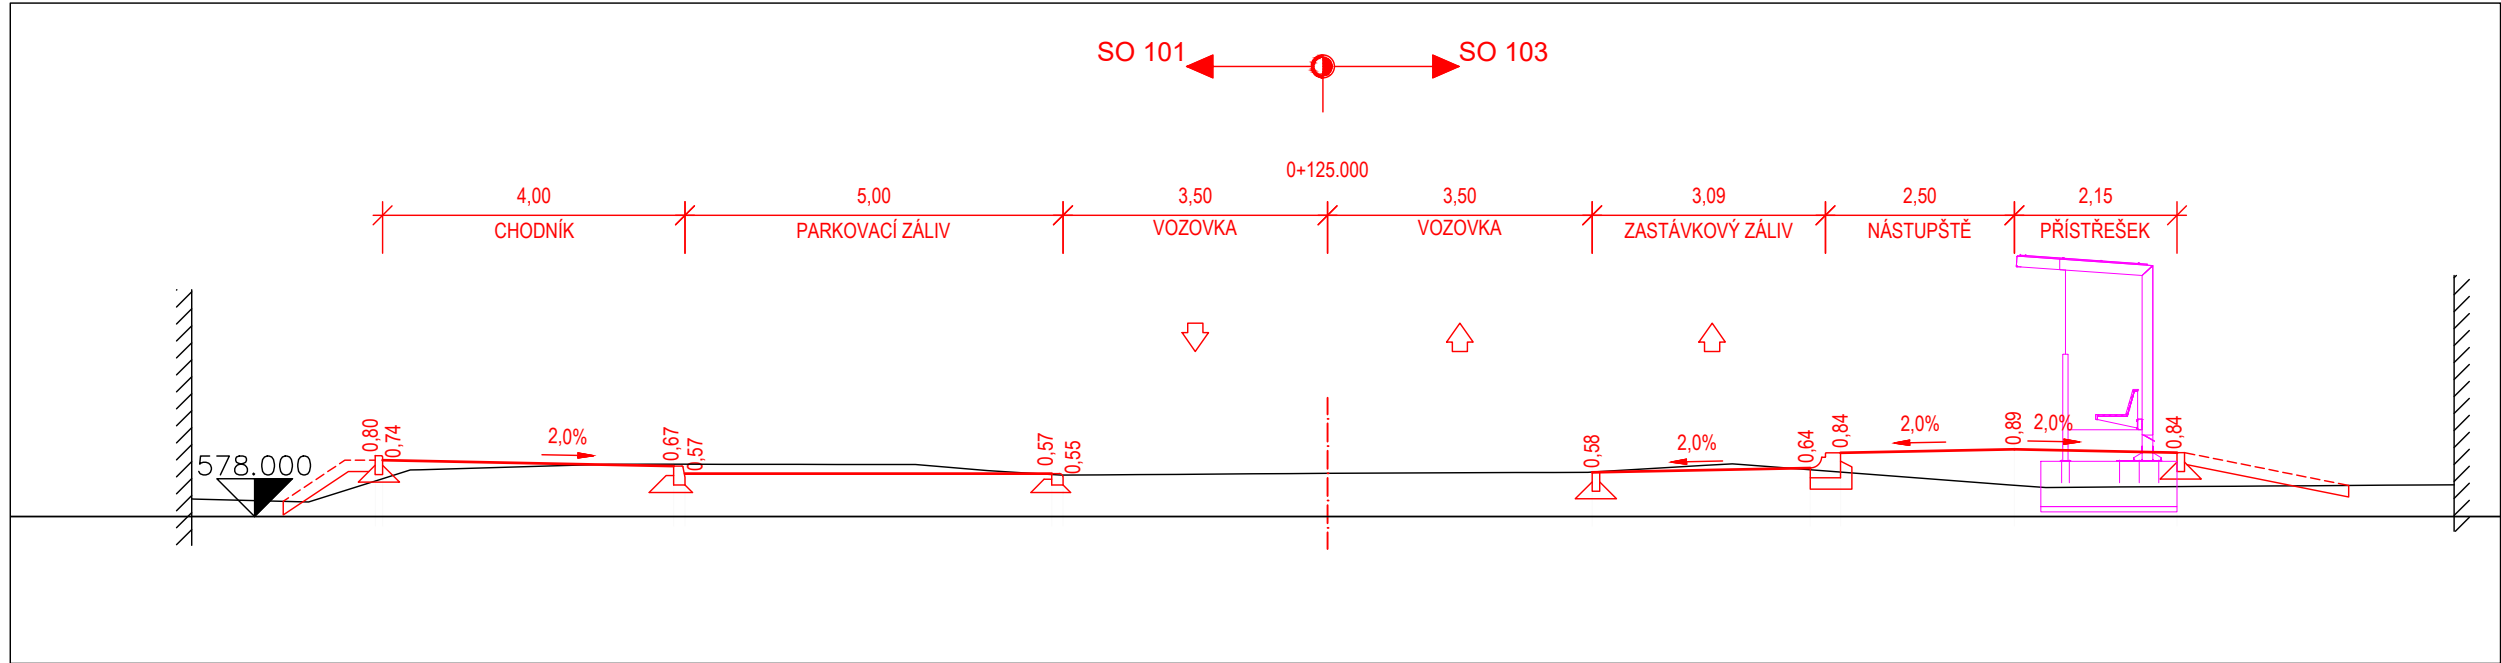 SO 101 SO 103
0+125.000
4,00 5,00 3,50 3,50 3,09 2,50 2,15
CHODNÍK PARKOVACÍ ZÁLIV VOZOVKA VOZOVKA ZASTÁVKOVÝ ZÁLIV NÁSTUPŠTĚ PŘÍSTŘEŠEK
0,80 0,74 2,0% 0,67 0,57 0,57 0,55 0,58 2,0% 0,64 0,84 2,0% 0,89 2,0% 0,84
578.000